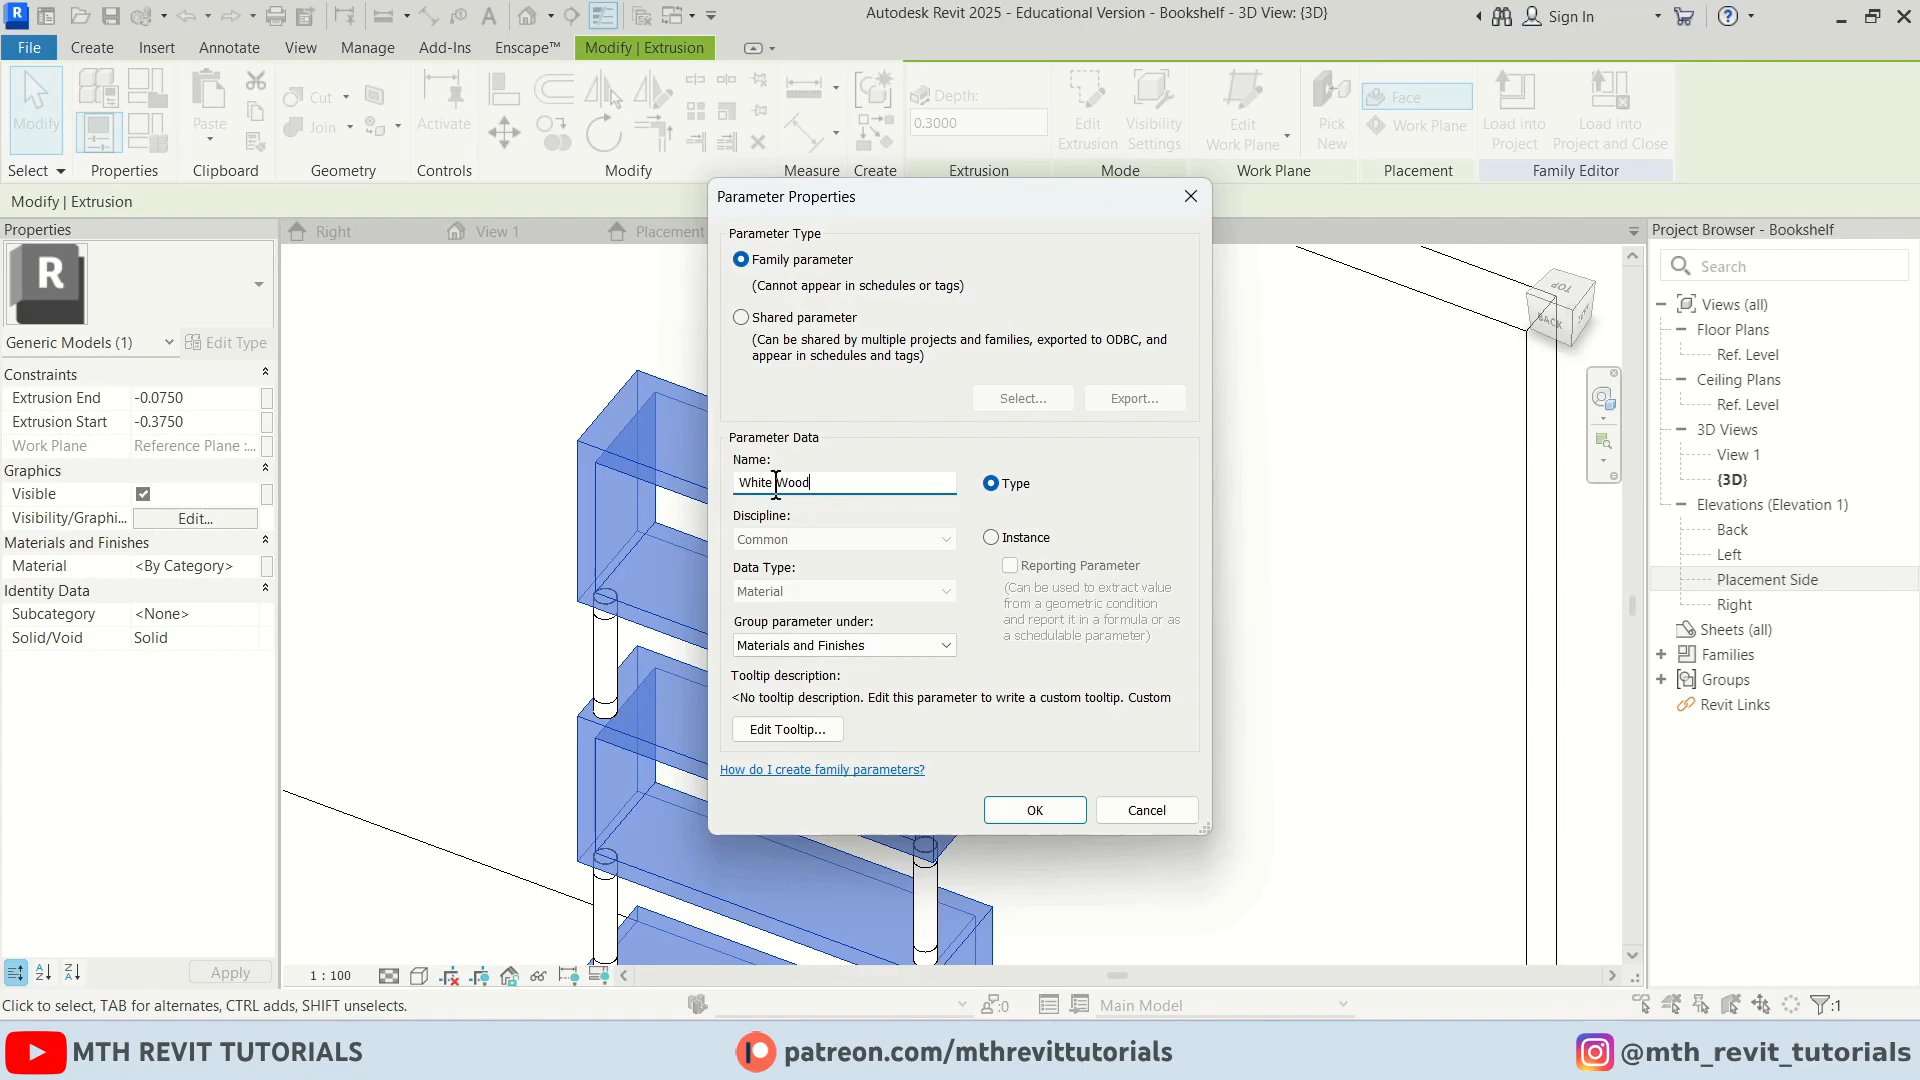 Autodesk Revit 2025 - Educational Version - Bookshelf - 3D View: {3D}
Sign In
File Create Insert Annotate View Manage Add-Ins Enscape™ Modify | Extrusion
Modify
Paste
Cut
Join
Activate
Depth:
0.3000
Edit Extrusion
Visibility Settings
Edit Work Plane
Pick New
Face
Work Plane
Load into Project
Load into Project and Close
Select Properties Clipboard Geometry Controls Modify Measure Create Extrusion Mode Work Plane Placement Family Editor
Modify | Extrusion
Properties
R
Generic Models (1)
Edit Type
Constraints
Extrusion End -0.0750
Extrusion Start -0.3750
Work Plane Reference Plane :...
Graphics
Visible
Visibility/Graphi... Edit...
Materials and Finishes
Material <By Category>
Identity Data
Subcategory <None>
Solid/Void Solid
Apply
Right
View 1
Placement
TOP
BACK
Parameter Properties
Parameter Type
Family parameter
(Cannot appear in schedules or tags)
Shared parameter
(Can be shared by multiple projects and families, exported to ODBC, and
appear in schedules and tags)
Select...
Export...
Parameter Data
Name:
White Wood
Type
Discipline:
Common
Instance
Data Type:
Reporting Parameter
Material
(Can be used to extract value
from a geometric condition
and report it in a formula or as
a schedulable parameter)
Group parameter under:
Materials and Finishes
Tooltip description:
<No tooltip description. Edit this parameter to write a custom tooltip. Custom
Edit Tooltip...
How do I create family parameters?
OK
Cancel
Project Browser - Bookshelf
Search
Views (all)
Floor Plans
Ref. Level
Ceiling Plans
Ref. Level
3D Views
View 1
{3D}
Elevations (Elevation 1)
Back
Left
Placement Side
Right
Sheets (all)
Families
Groups
Revit Links
1 : 100
Click to select, TAB for alternates, CTRL adds, SHIFT unselects.
:0
Main Model
:1
MTH REVIT TUTORIALS
patreon.com/mthrevittutorials
@mth_revit_tutorials